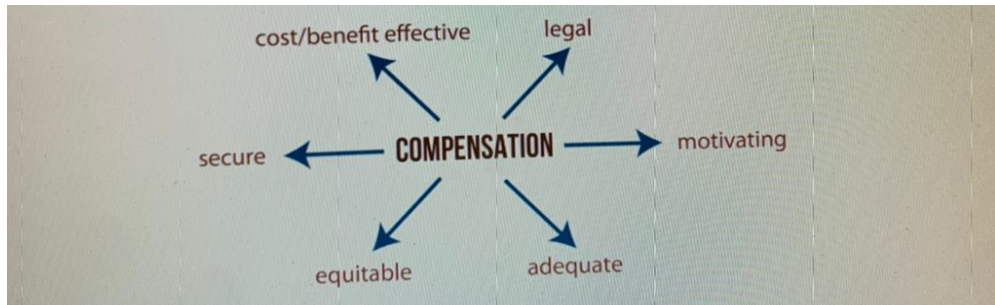 cost/benefit effective
legal
secure
COMPENSATION
motivating
equitable
adequate